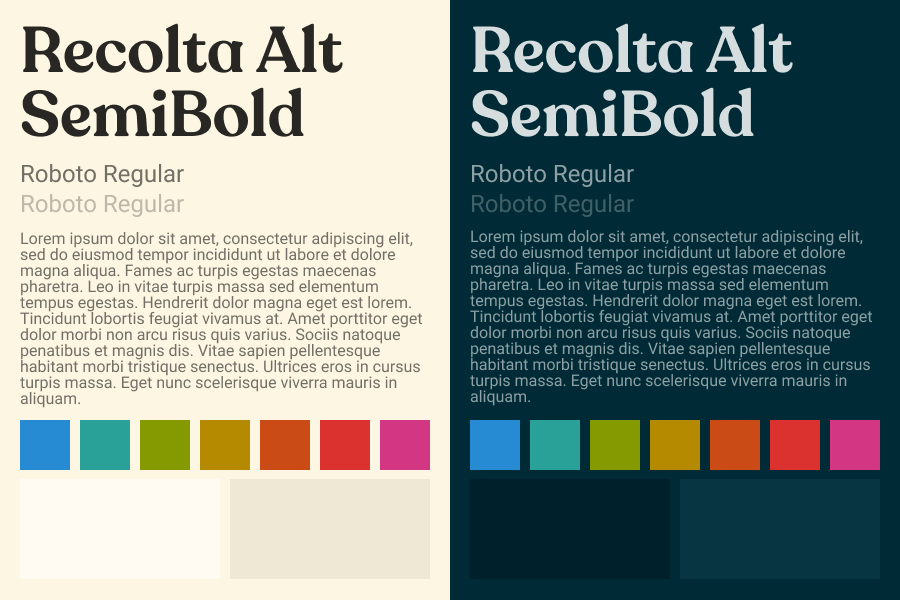 Recolta Alt
SemiBold
Roboto Regular
Roboto Regular
Lorem ipsum dolor sit amet, consectetur adipiscing elit,
sed do eiusmod tempor incididunt ut labore et dolore
magna aliqua. Fames ac turpis egestas maecenas
pharetra. Leo in vitae turpis massa sed elementum
tempus egestas. Hendrerit dolor magna eget est lorem.
Tincidunt lobortis feugiat vivamus at. Amet porttitor eget
dolor morbi non arcu risus quis varius. Sociis natoque
penatibus et magnis dis. Vitae sapien pellentesque
habitant morbi tristique senectus. Ultrices eros in cursus
turpis massa. Eget nunc scelerisque viverra mauris in
aliquam.
Recolta Alt
SemiBold
Roboto Regular
Roboto Regular
Lorem ipsum dolor sit amet, consectetur adipiscing elit,
sed do eiusmod tempor incididunt ut labore et dolore
magna aliqua. Fames ac turpis egestas maecenas
pharetra. Leo in vitae turpis massa sed elementum
tempus egestas. Hendrerit dolor magna eget est lorem.
Tincidunt lobortis feugiat vivamus at. Amet porttitor eget
dolor morbi non arcu risus quis varius. Sociis natoque
penatibus et magnis dis. Vitae sapien pellentesque
habitant morbi tristique senectus. Ultrices eros in cursus
turpis massa. Eget nunc scelerisque viverra mauris in
aliquam.